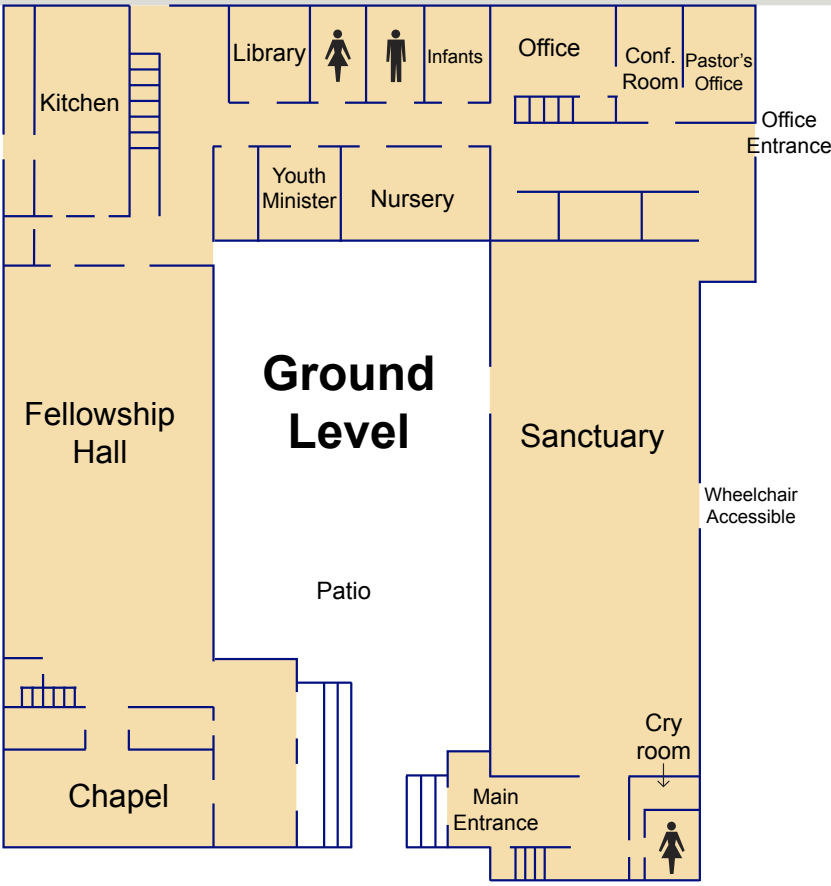 Library
Infants
Office
Conf.
Room
Pastor's
Office
Kitchen
Office
Entrance
Youth
Minister
Nursery
Ground
Level
Fellowship
Hall
Sanctuary
Wheelchair
Accessible
Patio
Cry
room
Chapel
Main
Entrance